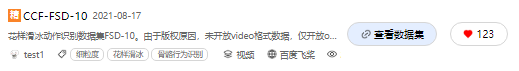 精 CCF-FSD-10 2021-08-17
花样滑冰动作识别数据集FSD-10。由于版权原因，未开放video格式数据，仅开放o...
查看数据集
123
test1 细粒度 花样滑冰 骨骼行为识别 视频 百度飞桨